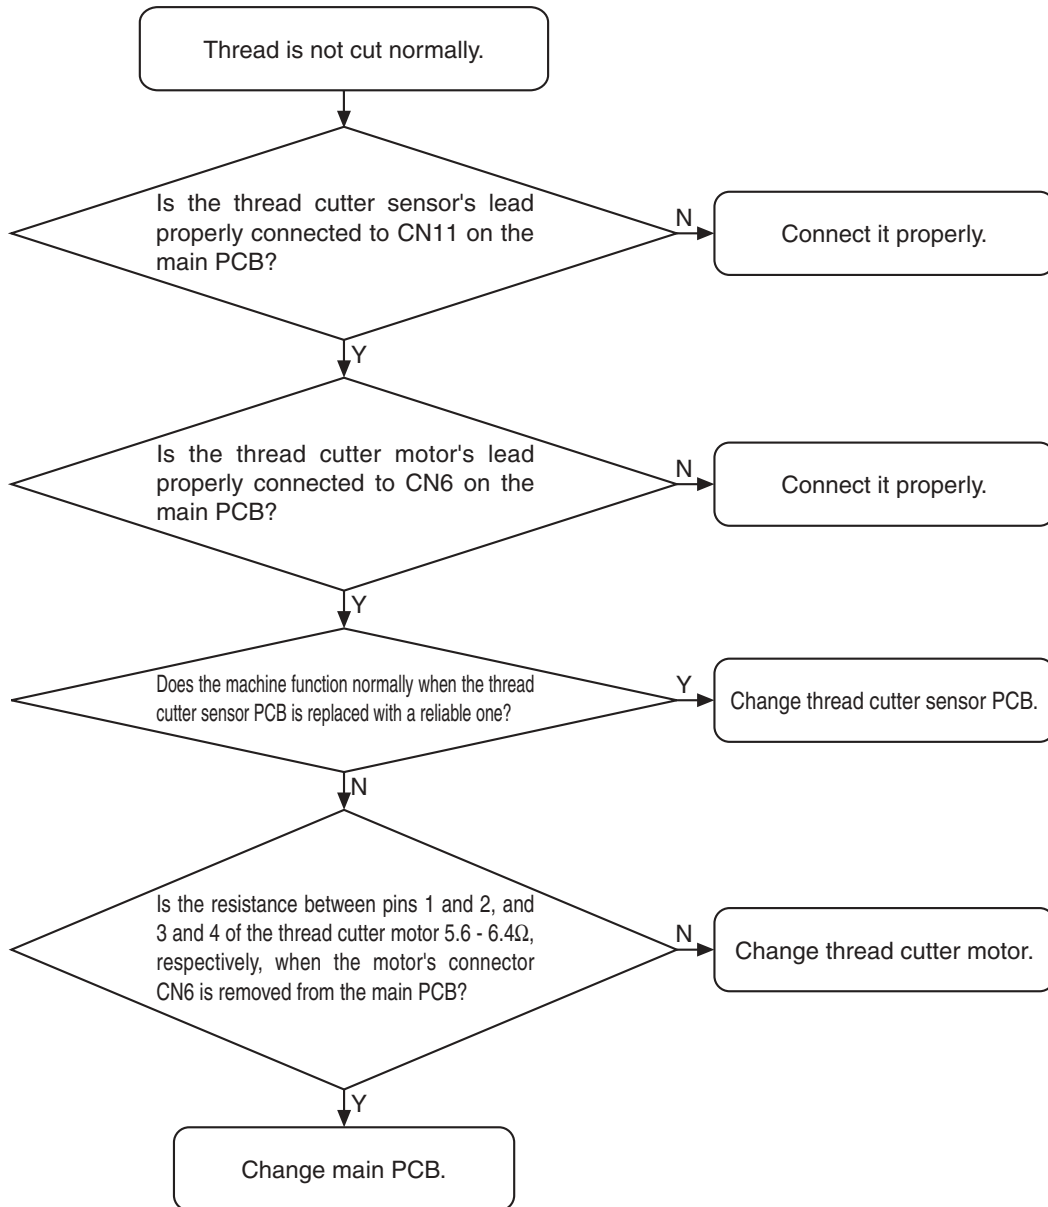 Thread is not cut normally.
Is the thread cutter sensor's lead
properly connected to CN11 on the
main PCB?
N
Connect it properly.
Y
Is the thread cutter motor's lead
properly connected to CN6 on the
main PCB?
N
Connect it properly.
Y
Does the machine function normally when the thread
cutter sensor PCB is replaced with a reliable one?
Y
Change thread cutter sensor PCB.
N
Is the resistance between pins 1 and 2, and
3 and 4 of the thread cutter motor 5.6 - 6.4Ω,
respectively, when the motor's connector
CN6 is removed from the main PCB?
N
Change thread cutter motor.
Y
Change main PCB.